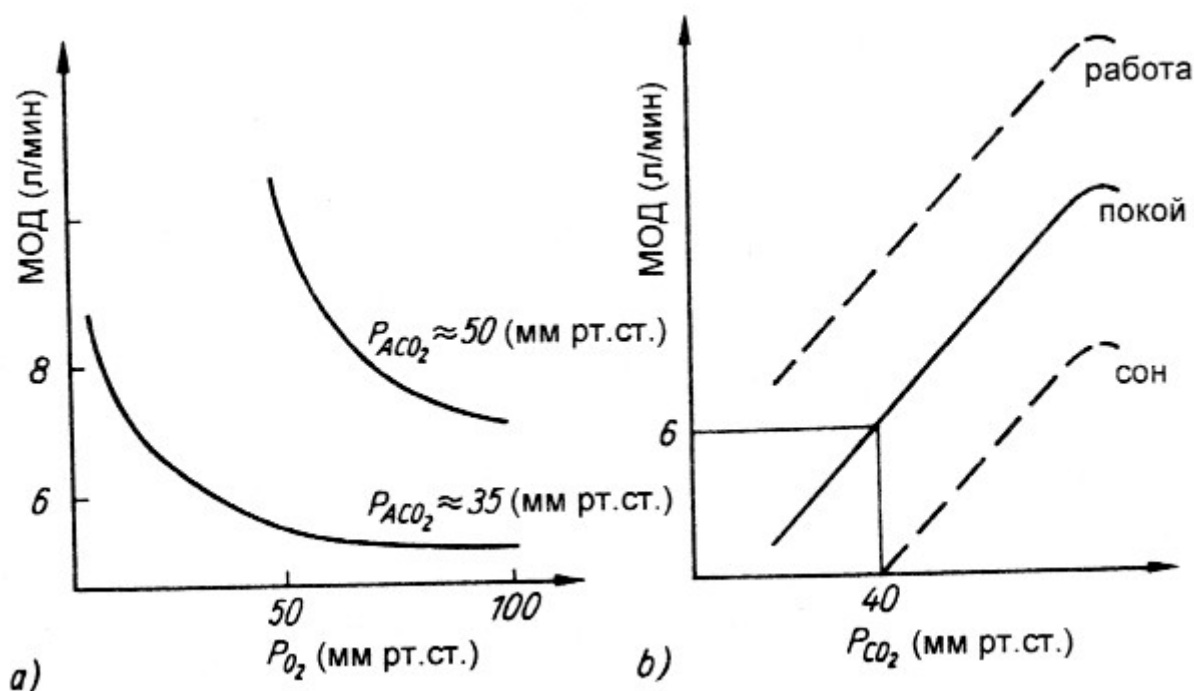 МОД (л/мин)
8
6
P_ACO₂ ≈ 50 (мм рт.ст.)
P_ACO₂ ≈ 35 (мм рт.ст.)
50
100
P_O₂ (мм рт.ст.)
а)
МОД (л/мин)
работа
покой
сон
6
40
P_CO₂ (мм рт.ст.)
b)